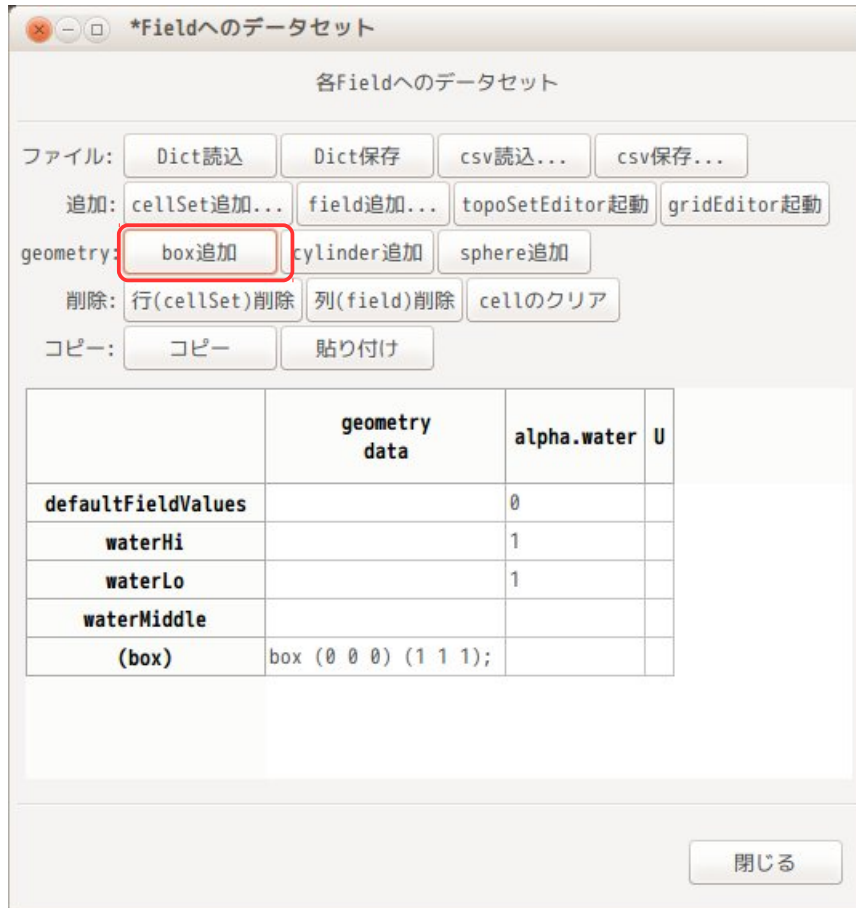 *Fieldへのデータセット
各Fieldへのデータセット
ファイル: Dict読込 Dict保存 csv読込... csv保存...
追加: cellSet追加... field追加... topoSetEditor起動 gridEditor起動
geometry: box追加 cylinder追加 sphere追加
削除: 行(cellSet)削除 列(field)削除 cellのクリア
コピー: コピー 貼り付け
geometry
data alpha.water U
defaultFieldValues 0
waterHi 1
waterLo 1
waterMiddle
(box) box (0 0 0) (1 1 1);
閉じる